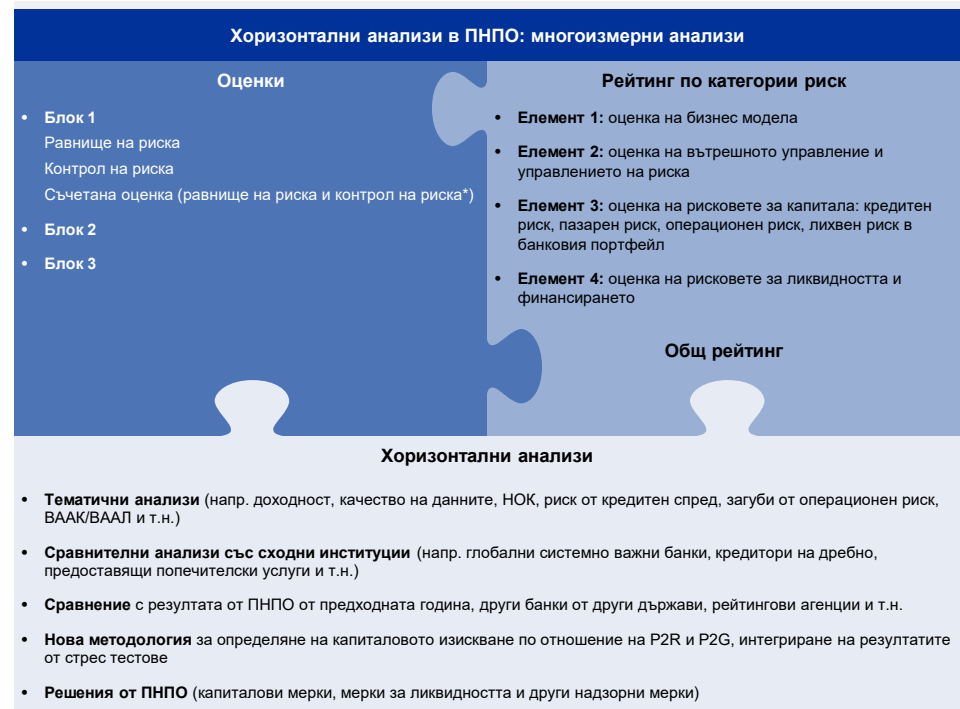 Хоризонтални анализи в ПНПО: многоизмерни анализи
Оценки
• Блок 1
Равнище на риска
Контрол на риска
Съчетана оценка (равнище на риска и контрол на риска*)
• Блок 2
• Блок 3
Рейтинг по категории риск
• Елемент 1: оценка на бизнес модела
• Елемент 2: оценка на вътрешното управление и
управлението на риска
• Елемент 3: оценка на рисковете за капитала: кредитен
риск, пазарен риск, операционен риск, лихвен риск в
банковия портфейл
• Елемент 4: оценка на рисковете за ликвидността и
финансирането
Общ рейтинг
Хоризонтални анализи
• Тематични анализи (напр. доходност, качество на данните, НОК, риск от кредитен спред, загуби от операционен риск,
ВААК/ВААЛ и т.н.)
• Сравнителни анализи със сходни институции (напр. глобални системно важни банки, кредитори на дребно,
предоставящи попечителски услуги и т.н.)
• Сравнение с резултата от ПНПО от предходната година, други банки от други държави, рейтингови агенции и т.н.
• Нова методология за определяне на капиталовото изискване по отношение на P2R и P2G, интегриране на резултатите
от стрес тестове
• Решения от ПНПО (капиталови мерки, мерки за ликвидността и други надзорни мерки)